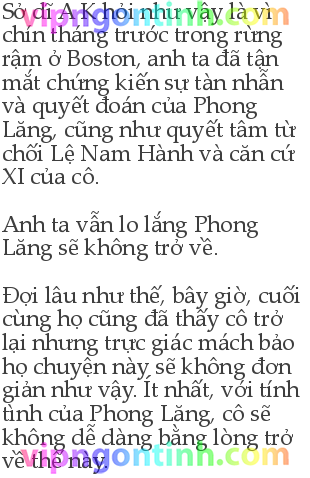 vipngontinh.com
Sở dĩ A K hỏi như vậy là vì
chín tháng trước trong rừng
rậm ở Boston, anh ta đã tận
mắt chứng kiến sự tàn nhẫn
và quyết đoán của Phong
Lăng, cũng như quyết tâm từ
chối Lệ Nam Hành và căn cứ
XI của cô.
Anh ta vẫn lo lắng Phong
Lăng sẽ không trở về.
Đợi lâu như thế, bây giờ, cuối
cùng họ cũng đã thấy cô trở
lại nhưng trực giác mách bảo
họ chuyện này sẽ không đơn
giản như vậy. Ít nhất, với tính
tình của Phong Lăng, cô sẽ
không dễ dàng bằng lòng trở
về thế này.
vipngontinh.com